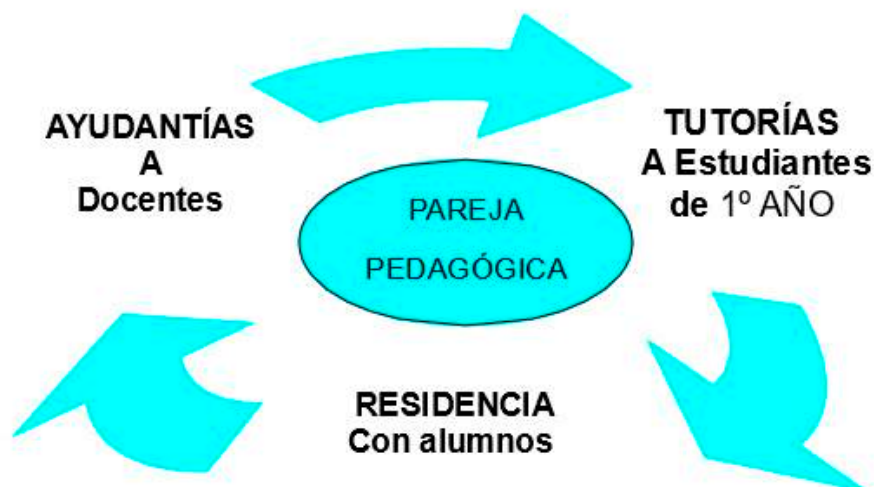 AYUDANTÍAS
A
Docentes
TUTORÍAS
A Estudiantes
de 1º AÑO
PAREJA
PEDAGÓGICA
RESIDENCIA
Con alumnos